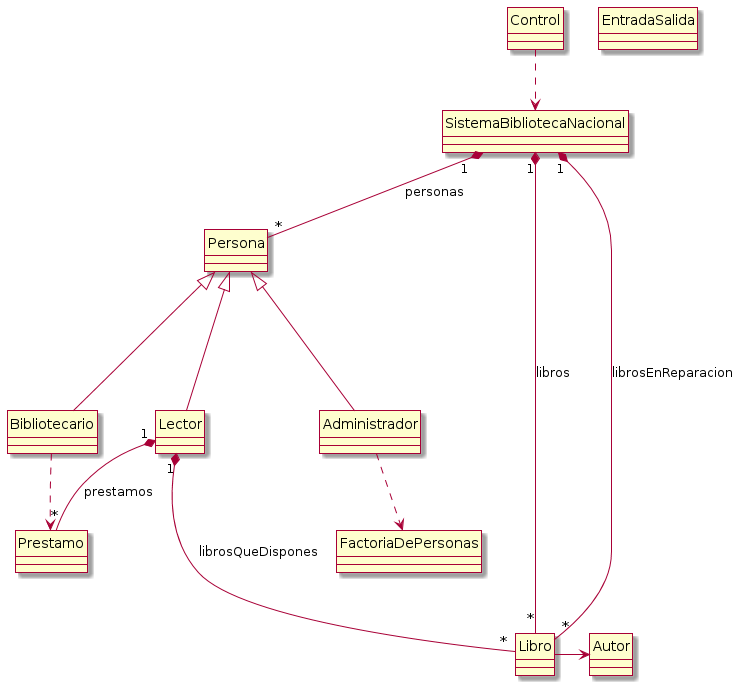 Control
EntradaSalida
SistemaBibliotecaNacional
1
1
1
personas
*
Persona
libros
librosEnReparacion
Bibliotecario
Lector
Administrador
1
1
prestamos
*
Prestamo
FactoriaDePersonas
librosQueDispones
*
*
*
Libro
Autor